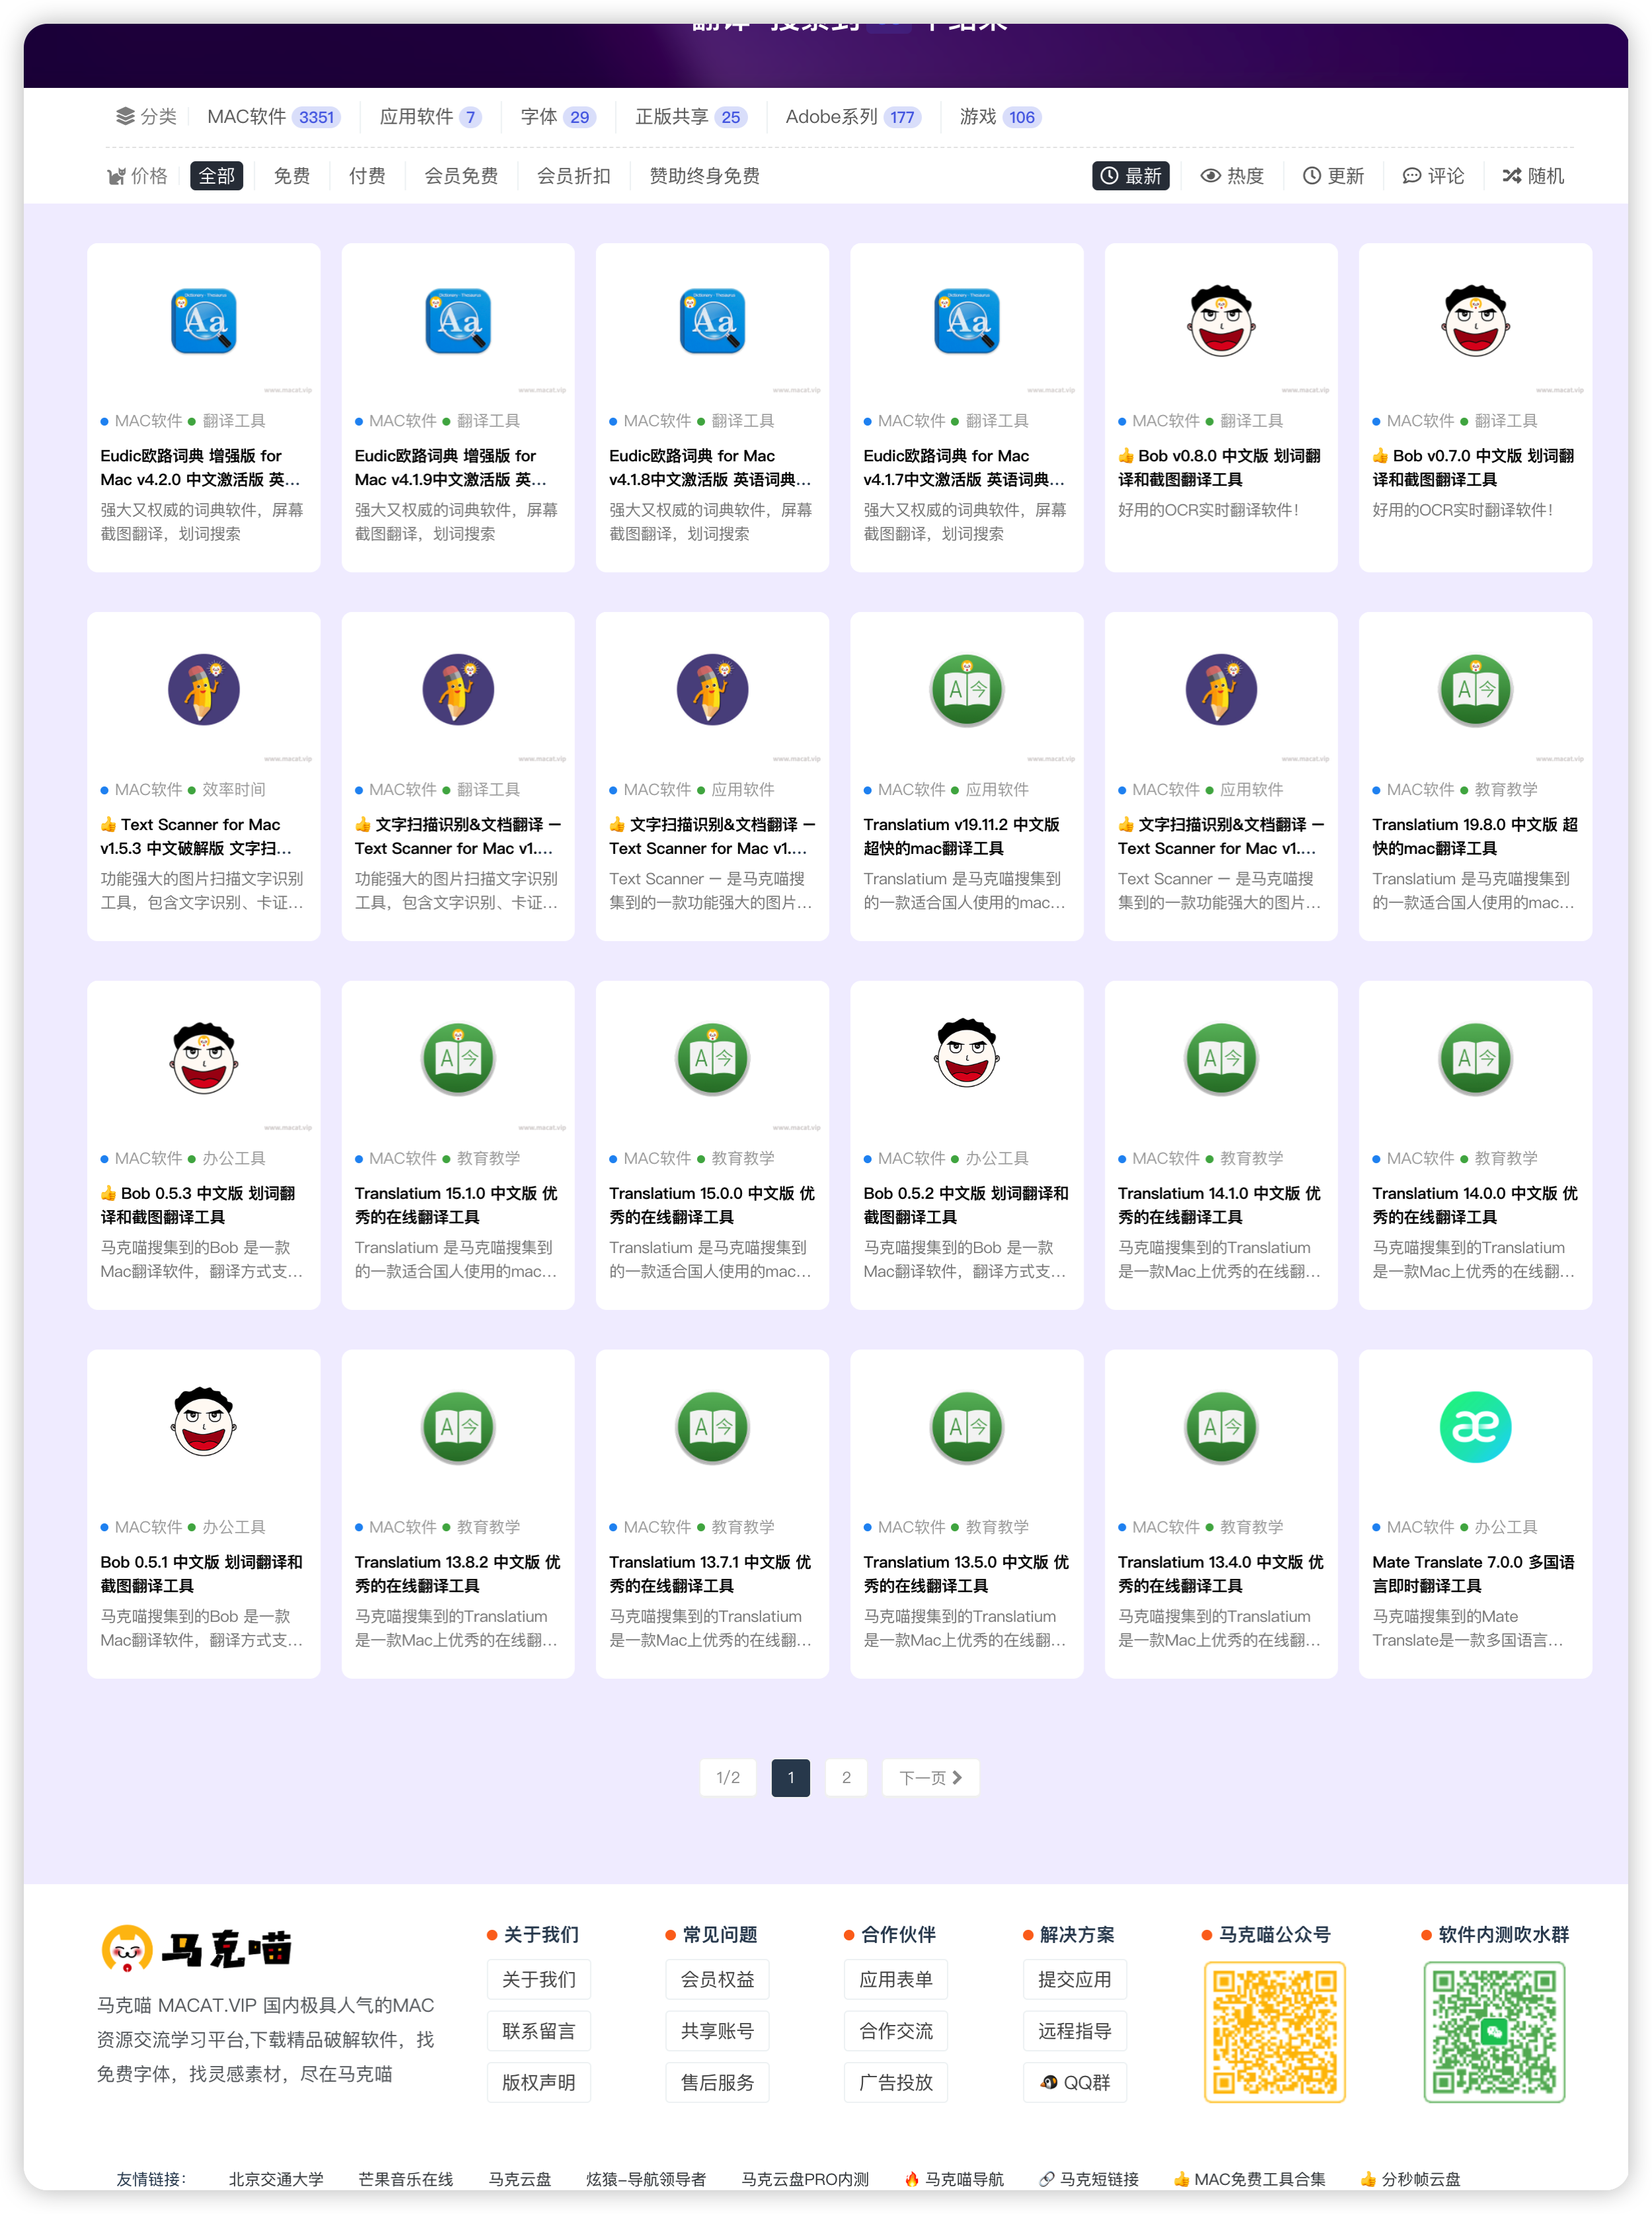 分类 MAC软件 3351 应用软件 7 字体 29 正版共享 25 Adobe系列 177 游戏 106
价格 全部 免费 付费 会员免费 会员折扣 赞助终身免费 最新 热度 更新 评论 随机
Dictionary · Thesaurus
Aa
www.macat.vip
MAC软件 翻译工具
Eudic欧路词典 增强版 for
Mac v4.2.0 中文激活版 英...
强大又权威的词典软件，屏幕
截图翻译，划词搜索
Dictionary · Thesaurus
Aa
www.macat.vip
MAC软件 翻译工具
Eudic欧路词典 增强版 for
Mac v4.1.9中文激活版 英...
强大又权威的词典软件，屏幕
截图翻译，划词搜索
Dictionary · Thesaurus
Aa
www.macat.vip
MAC软件 翻译工具
Eudic欧路词典 for Mac
v4.1.8中文激活版 英语词典...
强大又权威的词典软件，屏幕
截图翻译，划词搜索
Dictionary · Thesaurus
Aa
www.macat.vip
MAC软件 翻译工具
Eudic欧路词典 for Mac
v4.1.7中文激活版 英语词典...
强大又权威的词典软件，屏幕
截图翻译，划词搜索
www.macat.vip
MAC软件 翻译工具
👍 Bob v0.8.0 中文版 划词翻
译和截图翻译工具
好用的OCR实时翻译软件！
www.macat.vip
MAC软件 翻译工具
👍 Bob v0.7.0 中文版 划词翻
译和截图翻译工具
好用的OCR实时翻译软件！
www.macat.vip
MAC软件 效率时间
👍 Text Scanner for Mac
v1.5.3 中文破解版 文字扫...
功能强大的图片扫描文字识别
工具，包含文字识别、卡证...
www.macat.vip
MAC软件 翻译工具
👍 文字扫描识别&文档翻译 —
Text Scanner for Mac v1....
功能强大的图片扫描文字识别
工具，包含文字识别、卡证...
www.macat.vip
MAC软件 应用软件
👍 文字扫描识别&文档翻译 —
Text Scanner for Mac v1....
Text Scanner — 是马克喵搜
集到的一款功能强大的图片...
A 今
www.macat.vip
MAC软件 应用软件
Translatium v19.11.2 中文版
超快的mac翻译工具
Translatium 是马克喵搜集到
的一款适合国人使用的mac...
www.macat.vip
MAC软件 应用软件
👍 文字扫描识别&文档翻译 —
Text Scanner for Mac v1....
Text Scanner — 是马克喵搜
集到的一款功能强大的图片...
A 今
www.macat.vip
MAC软件 教育教学
Translatium 19.8.0 中文版 超
快的mac翻译工具
Translatium 是马克喵搜集到
的一款适合国人使用的mac...
www.macat.vip
MAC软件 办公工具
👍 Bob 0.5.3 中文版 划词翻
译和截图翻译工具
马克喵搜集到的Bob 是一款
Mac翻译软件，翻译方式支...
A 今
www.macat.vip
MAC软件 教育教学
Translatium 15.1.0 中文版 优
秀的在线翻译工具
Translatium 是马克喵搜集到
的一款适合国人使用的mac...
A 今
www.macat.vip
MAC软件 教育教学
Translatium 15.0.0 中文版 优
秀的在线翻译工具
Translatium 是马克喵搜集到
的一款适合国人使用的mac...
MAC软件 办公工具
Bob 0.5.2 中文版 划词翻译和
截图翻译工具
马克喵搜集到的Bob 是一款
Mac翻译软件，翻译方式支...
A 今
MAC软件 教育教学
Translatium 14.1.0 中文版 优
秀的在线翻译工具
马克喵搜集到的Translatium
是一款Mac上优秀的在线翻...
A 今
MAC软件 教育教学
Translatium 14.0.0 中文版 优
秀的在线翻译工具
马克喵搜集到的Translatium
是一款Mac上优秀的在线翻...
MAC软件 办公工具
Bob 0.5.1 中文版 划词翻译和
截图翻译工具
马克喵搜集到的Bob 是一款
Mac翻译软件，翻译方式支...
A 今
MAC软件 教育教学
Translatium 13.8.2 中文版 优
秀的在线翻译工具
马克喵搜集到的Translatium
是一款Mac上优秀的在线翻...
A 今
MAC软件 教育教学
Translatium 13.7.1 中文版 优
秀的在线翻译工具
马克喵搜集到的Translatium
是一款Mac上优秀的在线翻...
A 今
MAC软件 教育教学
Translatium 13.5.0 中文版 优
秀的在线翻译工具
马克喵搜集到的Translatium
是一款Mac上优秀的在线翻...
A 今
MAC软件 教育教学
Translatium 13.4.0 中文版 优
秀的在线翻译工具
马克喵搜集到的Translatium
是一款Mac上优秀的在线翻...
æ
MAC软件 办公工具
Mate Translate 7.0.0 多国语
言即时翻译工具
马克喵搜集到的Mate
Translate是一款多国语言...
1/2 1 2 下一页
马克喵
马克喵 MACAT.VIP 国内极具人气的MAC
资源交流学习平台,下载精品破解软件，找
免费字体，找灵感素材，尽在马克喵
关于我们
关于我们
联系留言
版权声明
常见问题
会员权益
共享账号
售后服务
合作伙伴
应用表单
合作交流
广告投放
解决方案
提交应用
远程指导
QQ群
马克喵公众号
软件内测吹水群
友情链接： 北京交通大学 芒果音乐在线 马克云盘 炫猿-导航领导者 马克云盘PRO内测 🔥 马克喵导航 🔗 马克短链接 👍 MAC免费工具合集 👍 分秒帧云盘